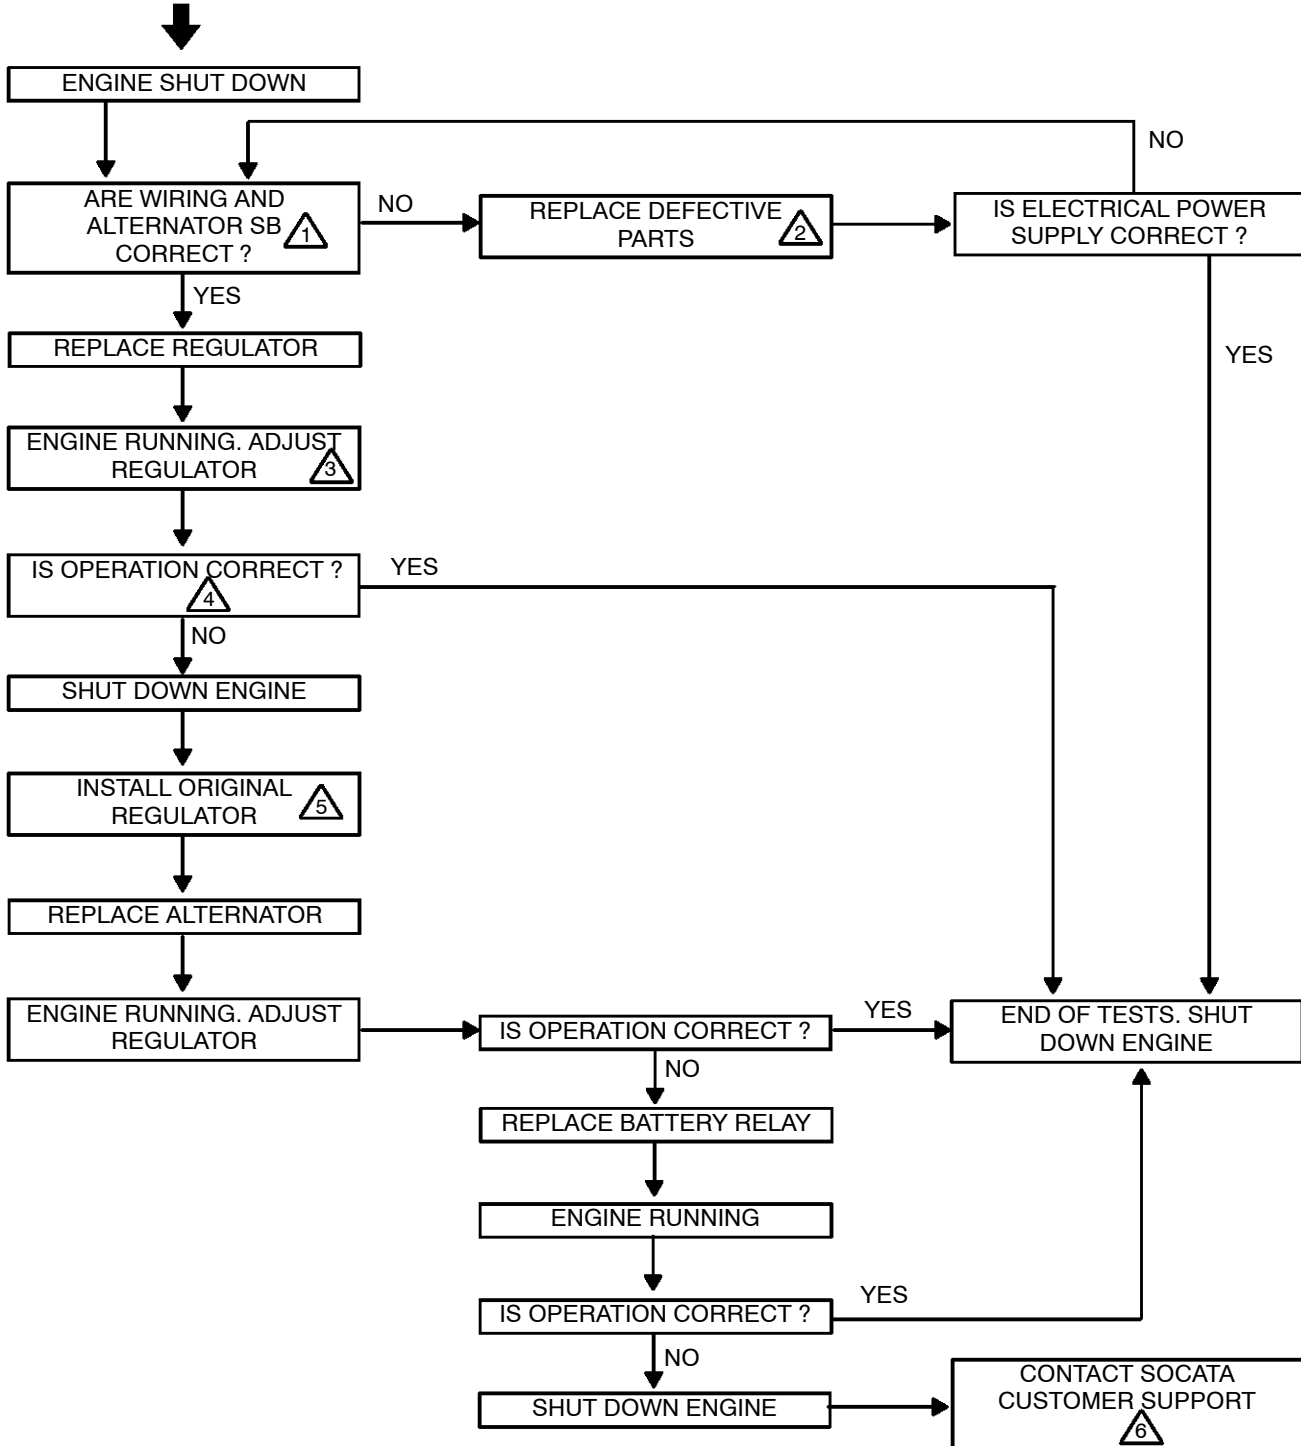 ENGINE SHUT DOWN
NO
ARE WIRING AND
ALTERNATOR SB
CORRECT ?
1
NO
REPLACE DEFECTIVE
PARTS
2
IS ELECTRICAL POWER
SUPPLY CORRECT ?
YES
REPLACE REGULATOR
YES
ENGINE RUNNING. ADJUST
REGULATOR
3
IS OPERATION CORRECT ?
4
YES
NO
SHUT DOWN ENGINE
INSTALL ORIGINAL
REGULATOR
5
REPLACE ALTERNATOR
ENGINE RUNNING. ADJUST
REGULATOR
IS OPERATION CORRECT ?
YES
END OF TESTS. SHUT
DOWN ENGINE
NO
REPLACE BATTERY RELAY
ENGINE RUNNING
IS OPERATION CORRECT ?
YES
NO
SHUT DOWN ENGINE
CONTACT SOCATA
CUSTOMER SUPPORT
6